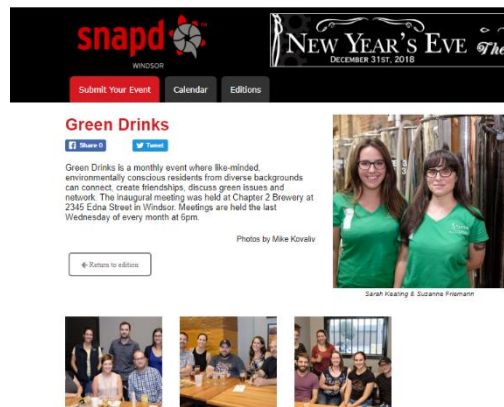 snapd
WINDSOR
NEW YEAR'S EVE The
DECEMBER 31ST, 2018
Submit Your Event
Calendar
Editions
Green Drinks
Share 0
Tweet
Green Drinks is a monthly event where like-minded,
environmentally conscious residents from diverse backgrounds
can connect, create friendships, discuss green issues and
network. The inaugural meeting was held at Chapter 2 Brewery at
2345 Edna Street in Windsor. Meetings are held the last
Wednesday of every month at 6pm.
Photos by Mike Kovaliv
Return to edition
Sarah Keating & Suzanne Friemann